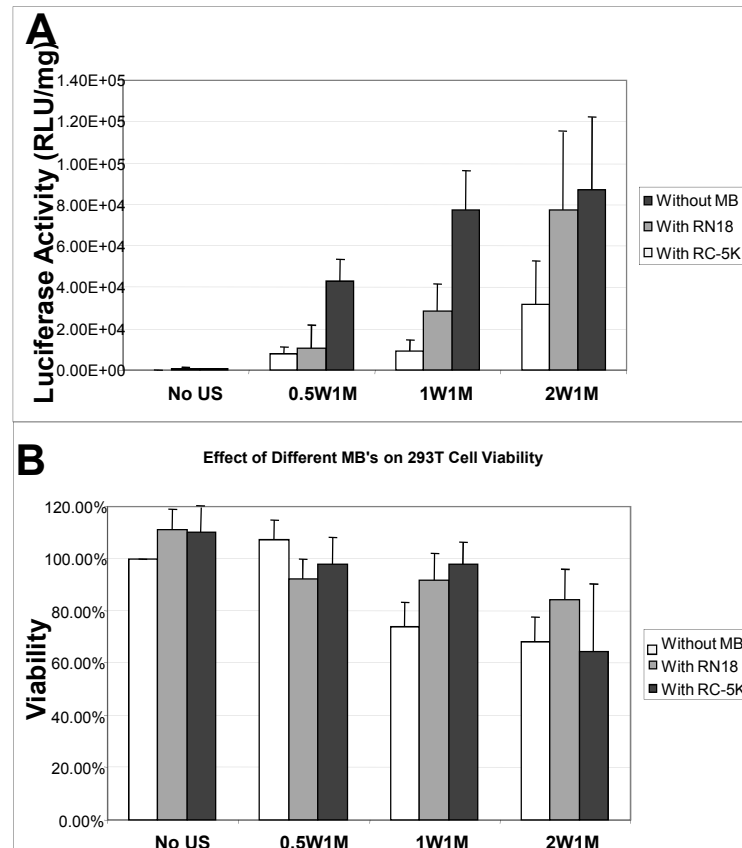 A
Luciferase Activity (RLU/mg)
1.40E+05
1.20E+05
1.00E+05
8.00E+04
6.00E+04
4.00E+04
2.00E+04
0.00E+00
No US 0.5W1M 1W1M 2W1M
Without MB
With RN18
With RC-5K
B
Effect of Different MB's on 293T Cell Viability
Viability
120.00%
100.00%
80.00%
60.00%
40.00%
20.00%
0.00%
No US 0.5W1M 1W1M 2W1M
Without MB
With RN18
With RC-5K